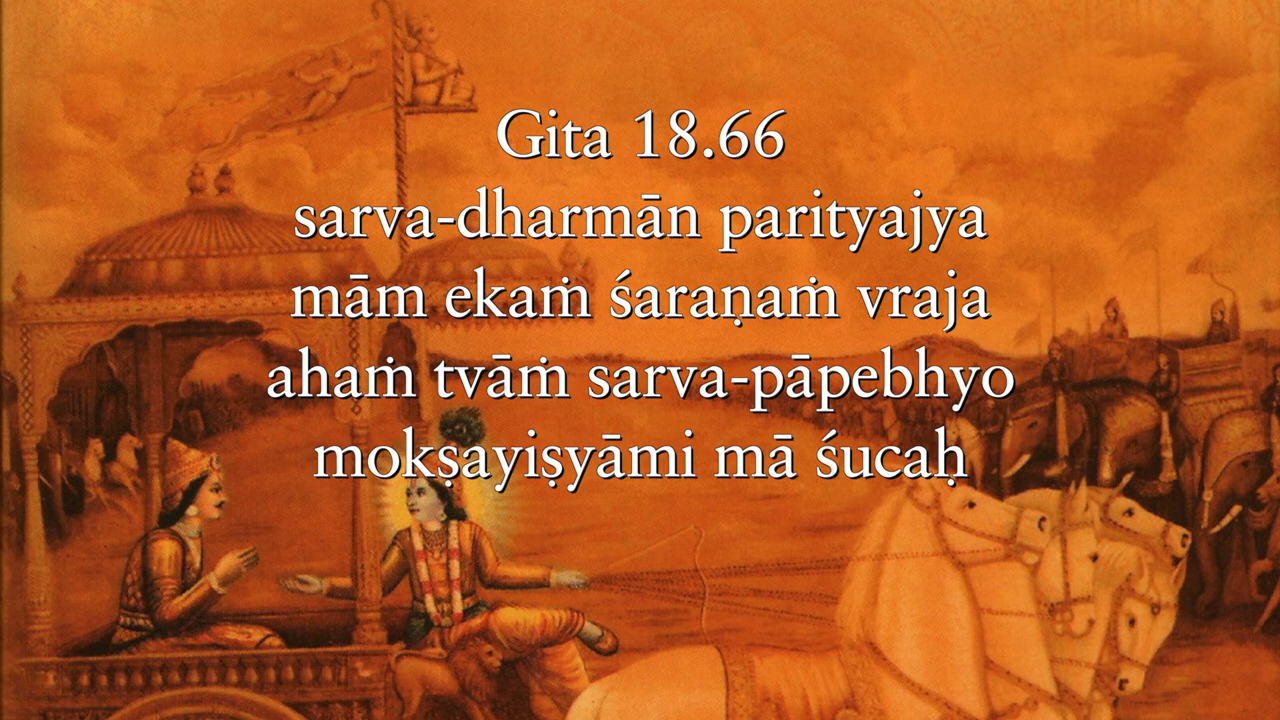 Gita 18.66
sarva-dharmān parityajya
mām ekaṁ śaraṇaṁ vraja
ahaṁ tvāṁ sarva-pāpebhyo
mokṣayiṣyāmi mā śucaḥ